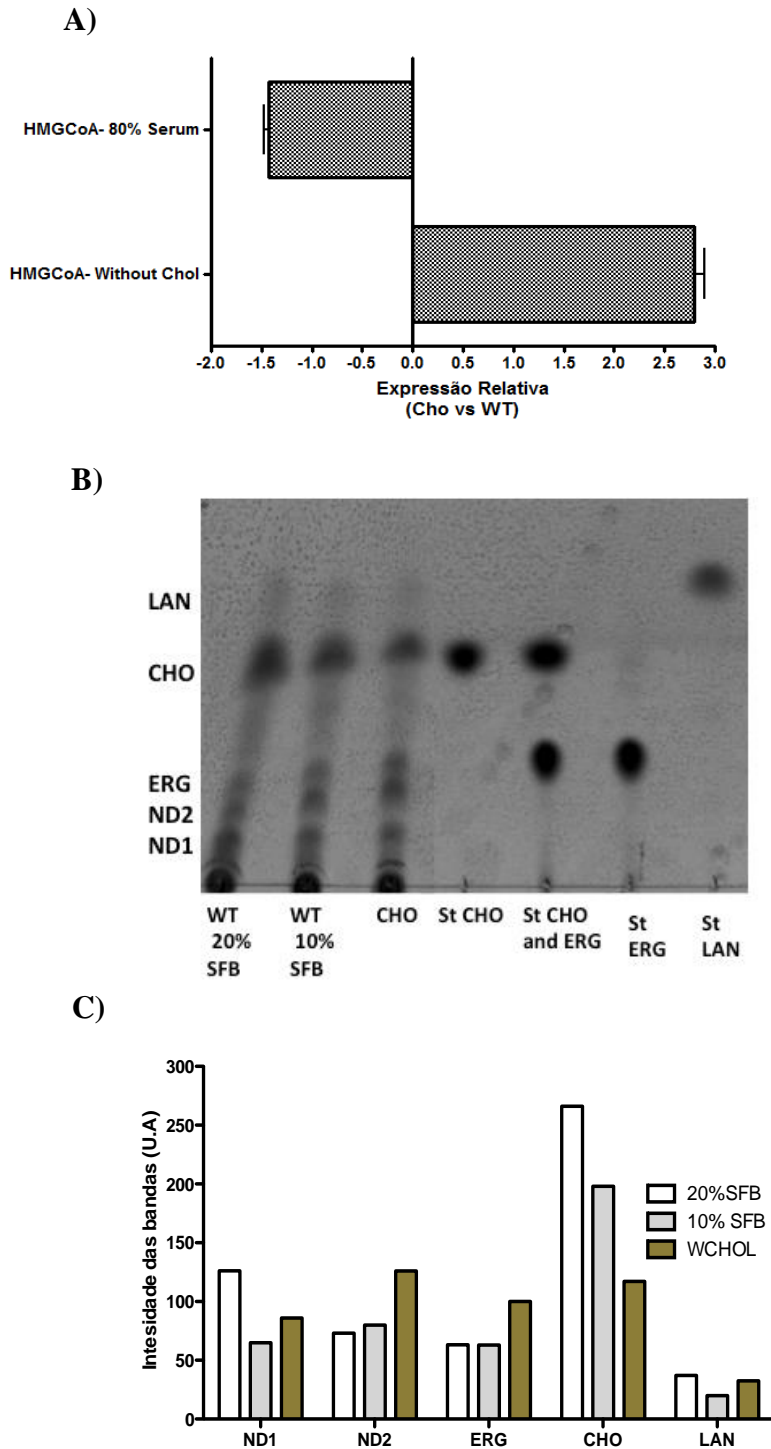 A)
HMGCoA- 80% Serum
HMGCoA- Without Chol
-2.0 -1.5 -1.0 -0.5 0.0 0.5 1.0 1.5 2.0 2.5 3.0
Expressão Relativa
(Cho vs WT)
B)
LAN
CHO
ERG
ND2
ND1
WT 20% SFB
WT 10% SFB
CHO
St CHO
St CHO and ERG
St ERG
St LAN
C)
Intesidade das bandas (U.A)
300
250
200
150
100
50
0
20%SFB
10% SFB
WCHOL
ND1 ND2 ERG CHO LAN